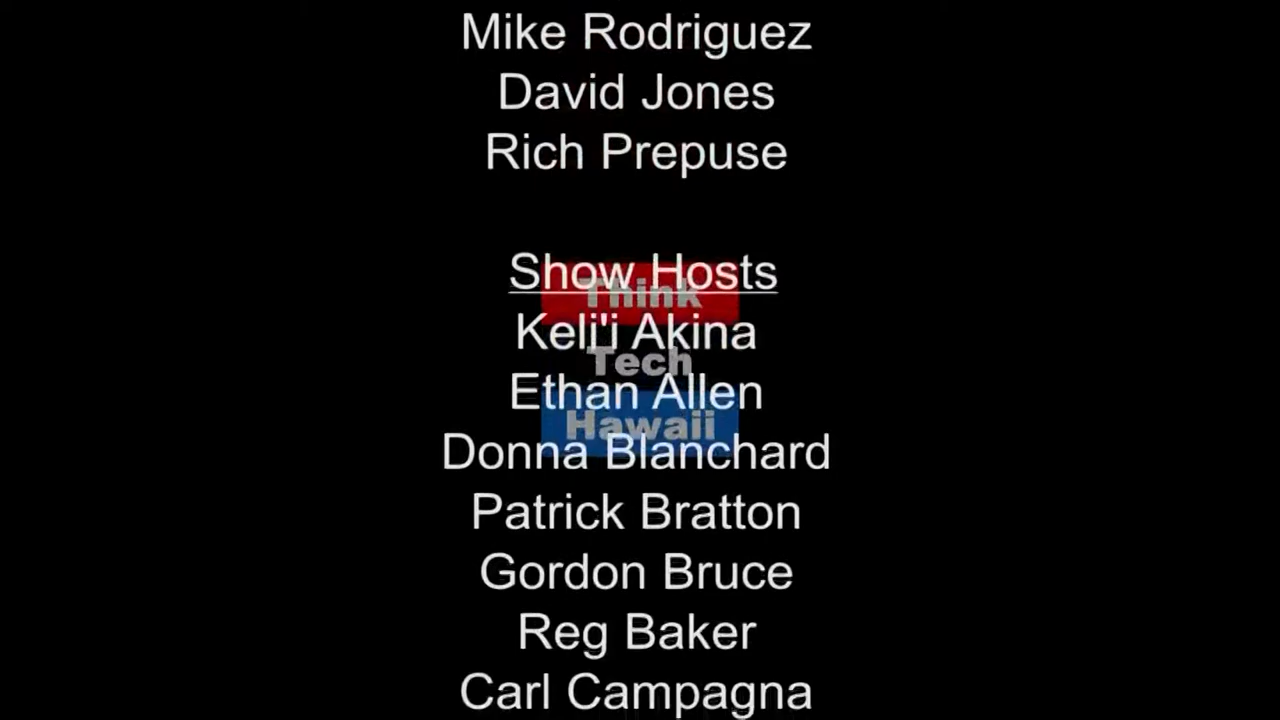 Mike Rodriguez
David Jones
Rich Prepuse
Show Hosts
Think
Keli'i Akina
Tech
Ethan Allen
Hawaii
Donna Blanchard
Patrick Bratton
Gordon Bruce
Reg Baker
Carl Campagna